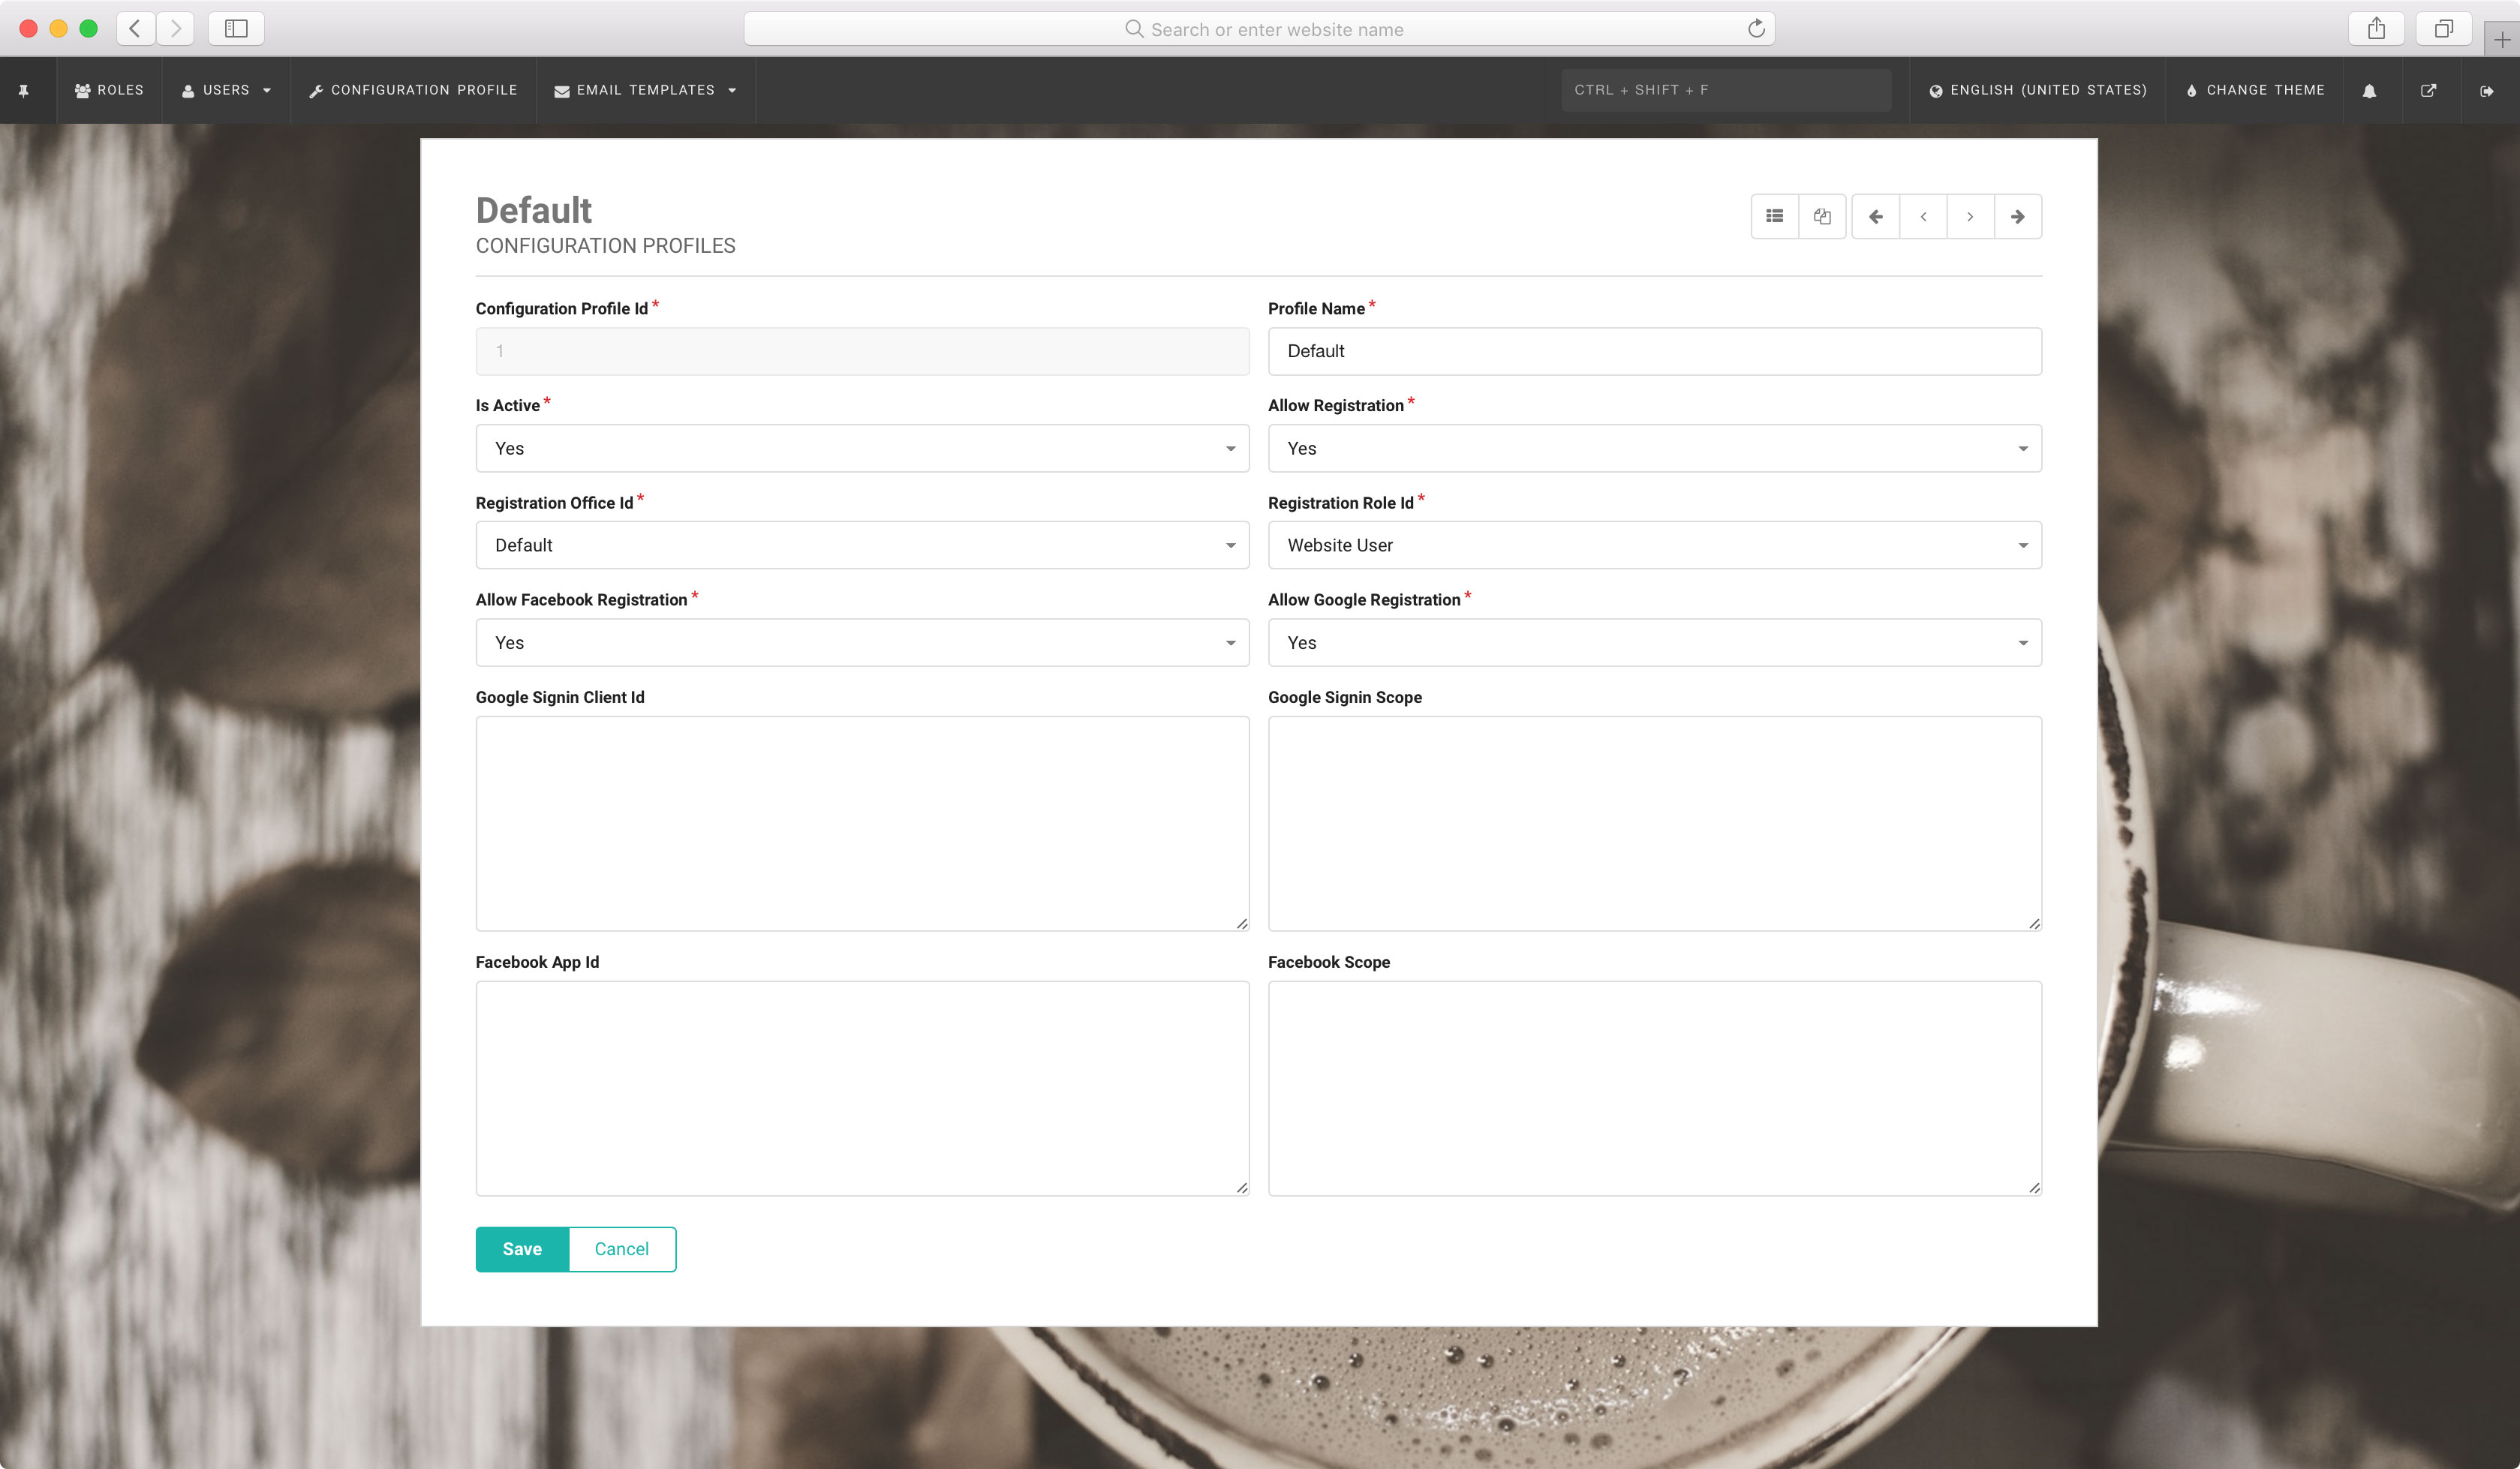 Search or enter website name
ROLES USERS CONFIGURATION PROFILE EMAIL TEMPLATES CTRL + SHIFT + F ENGLISH (UNITED STATES) CHANGE THEME
Default
CONFIGURATION PROFILES
Configuration Profile Id * Profile Name *
1 Default
Is Active * Allow Registration *
Yes Yes
Registration Office Id * Registration Role Id *
Default Website User
Allow Facebook Registration * Allow Google Registration *
Yes Yes
Google Signin Client Id Google Signin Scope
Facebook App Id Facebook Scope
Save Cancel